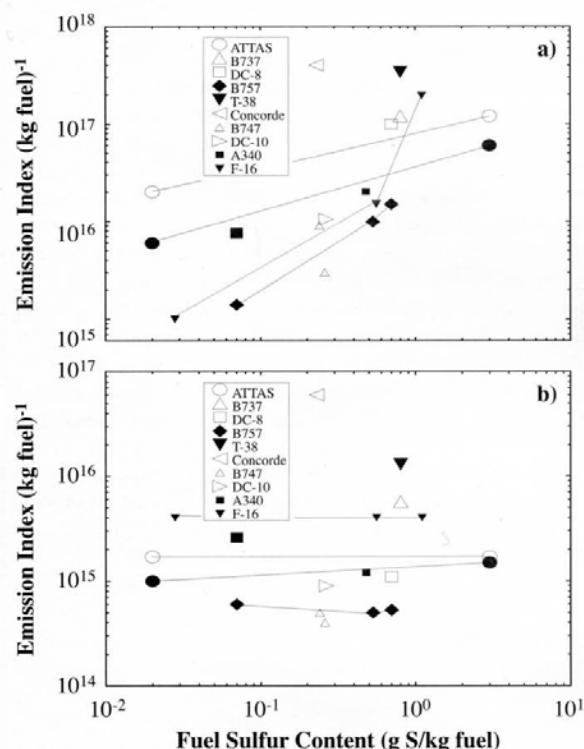 a)
Emission Index (kg fuel)-1
10^18
10^17
10^16
10^15
ATTAS
B737
DC-8
B757
T-38
Concorde
B747
DC-10
A340
F-16
b)
Emission Index (kg fuel)-1
10^17
10^16
10^15
10^14
ATTAS
B737
DC-8
B757
T-38
Concorde
B747
DC-10
A340
F-16
10^-2 10^-1 10^0 10^1
Fuel Sulfur Content (g S/kg fuel)